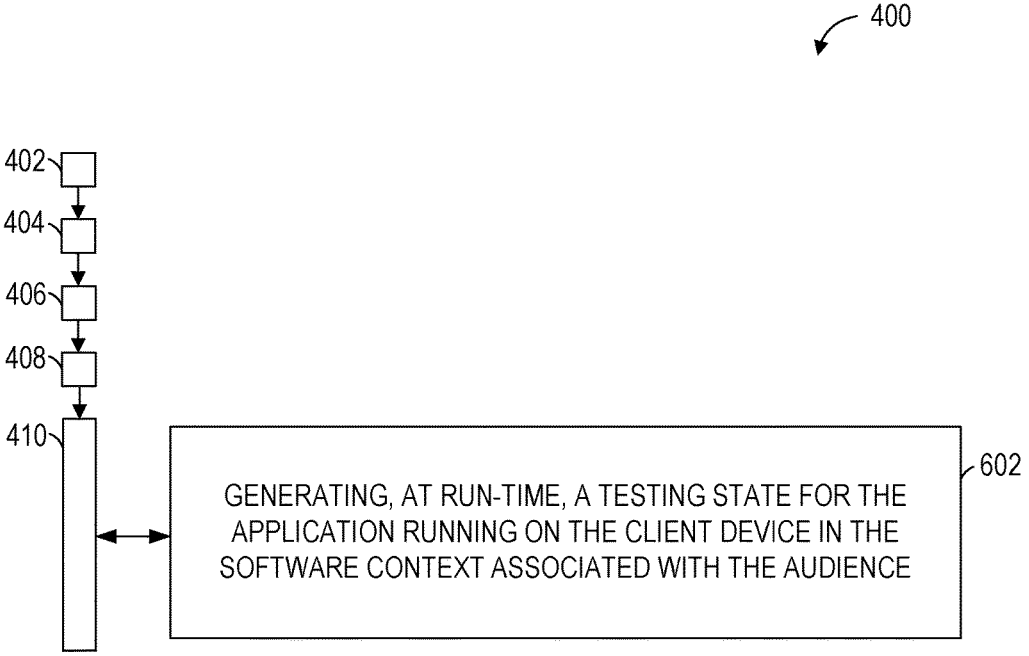 400
402
404
406
408
410
602
GENERATING, AT RUN-TIME, A TESTING STATE FOR THE
APPLICATION RUNNING ON THE CLIENT DEVICE IN THE
SOFTWARE CONTEXT ASSOCIATED WITH THE AUDIENCE